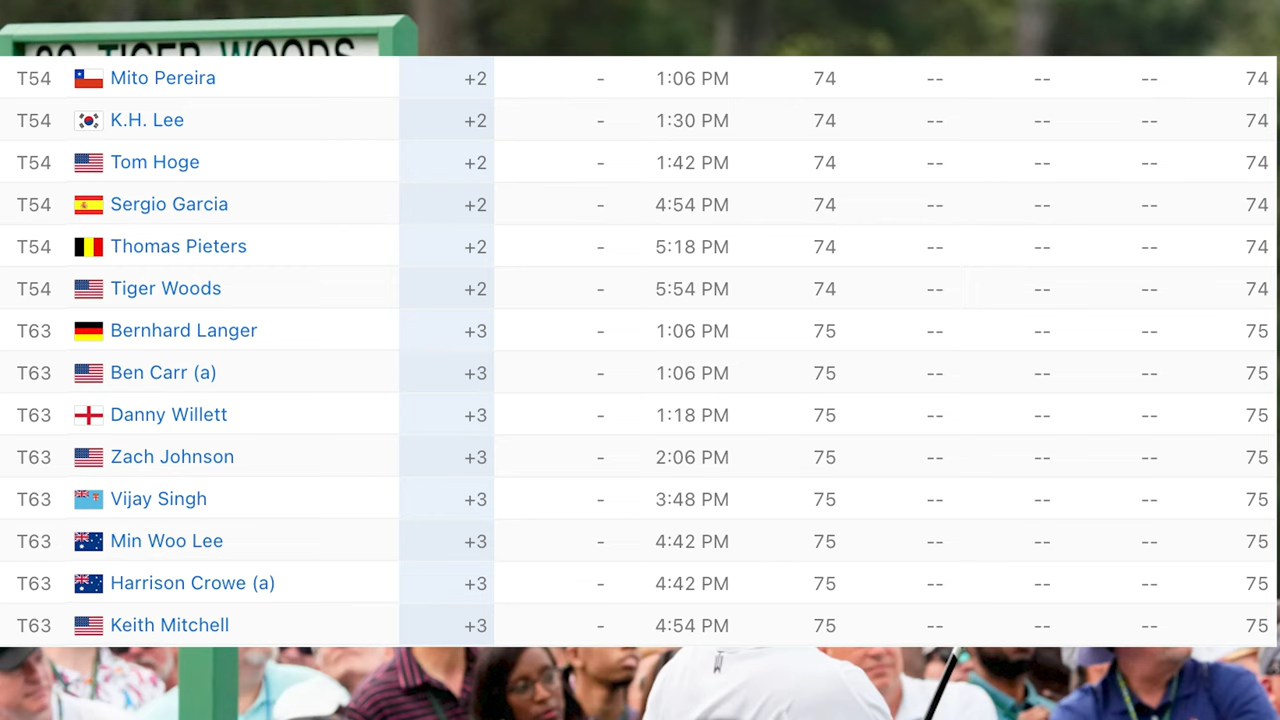 TIGER WOODS
T54 Mito Pereira +2 - 1:06 PM 74 -- -- -- 74
T54 K.H. Lee +2 - 1:30 PM 74 -- -- -- 74
T54 Tom Hoge +2 - 1:42 PM 74 -- -- -- 74
T54 Sergio Garcia +2 - 4:54 PM 74 -- -- -- 74
T54 Thomas Pieters +2 - 5:18 PM 74 -- -- -- 74
T54 Tiger Woods +2 - 5:54 PM 74 -- -- -- 74
T63 Bernhard Langer +3 - 1:06 PM 75 -- -- -- 75
T63 Ben Carr (a) +3 - 1:06 PM 75 -- -- -- 75
T63 Danny Willett +3 - 1:18 PM 75 -- -- -- 75
T63 Zach Johnson +3 - 2:06 PM 75 -- -- -- 75
T63 Vijay Singh +3 - 3:48 PM 75 -- -- -- 75
T63 Min Woo Lee +3 - 4:42 PM 75 -- -- -- 75
T63 Harrison Crowe (a) +3 - 4:42 PM 75 -- -- -- 75
T63 Keith Mitchell +3 - 4:54 PM 75 -- -- -- 75